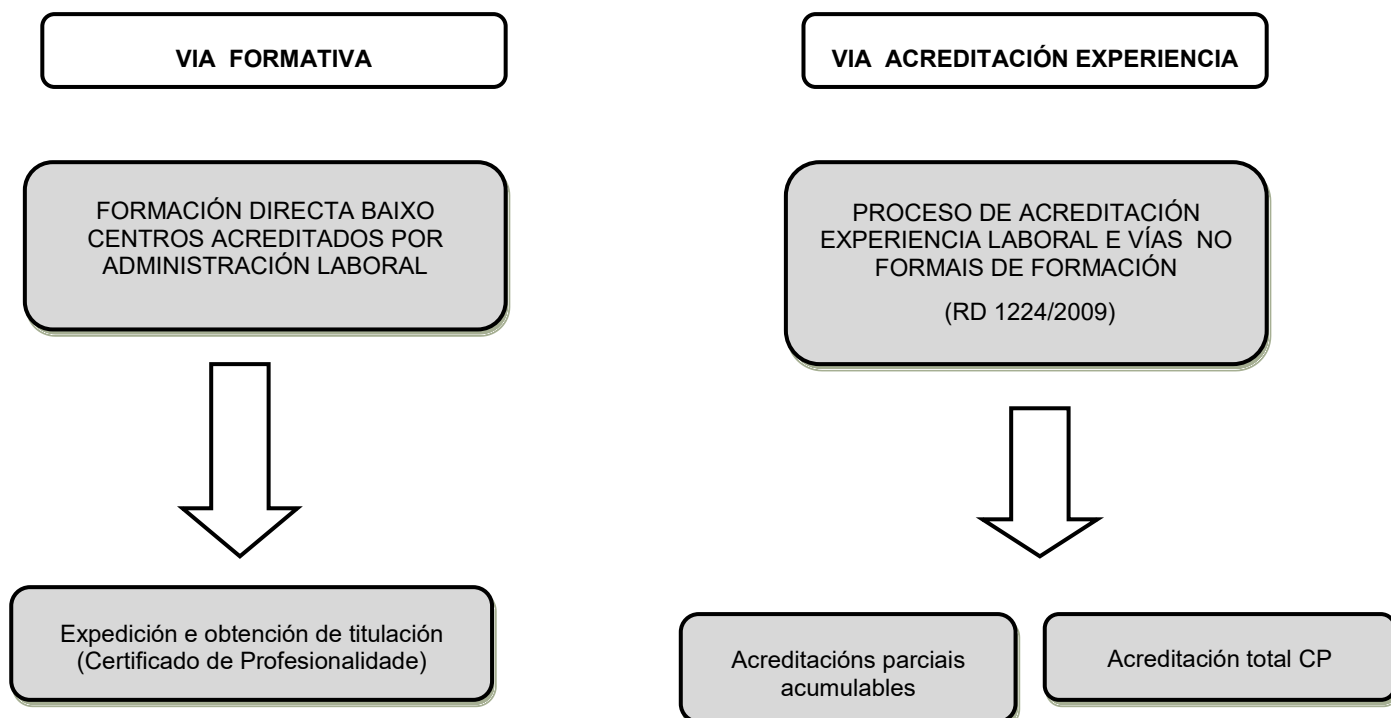 VIA FORMATIVA
FORMACIÓN DIRECTA BAIXO
CENTROS ACREDITADOS POR
ADMINISTRACIÓN LABORAL
Expedición e obtención de titulación
(Certificado de Profesionalidade)
VIA ACREDITACIÓN EXPERIENCIA
PROCESO DE ACREDITACIÓN
EXPERIENCIA LABORAL E VÍAS NO
FORMAIS DE FORMACIÓN
(RD 1224/2009)
Acreditacións parciais
acumulables
Acreditación total CP